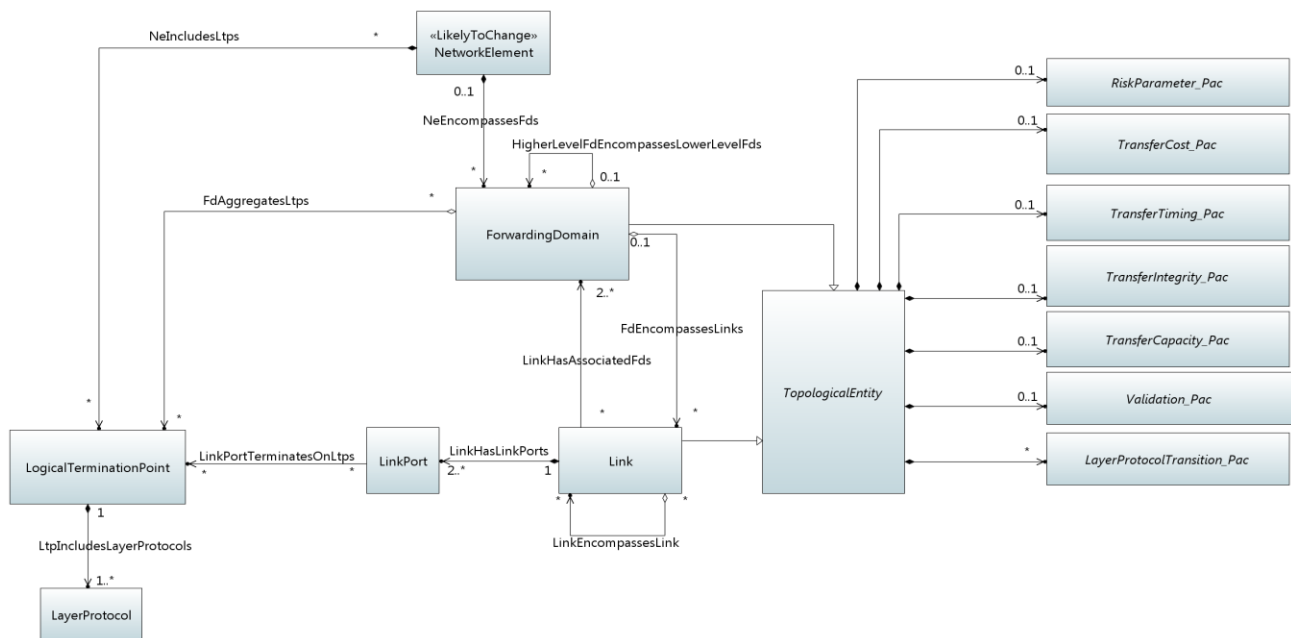 NeIncludesLtps
*
«LikelyToChange»
NetworkElement
0..1
NeEncompassesFds
*
HigherLevelFdEncompassesLowerLevelFds
*
0..1
FdAggregatesLtps
*
ForwardingDomain
0..1
2..*
FdEncompassesLinks
LinkHasAssociatedFds
*
*
*
*
LogicalTerminationPoint
LinkPortTerminatesOnLtps
*
*
LinkPort
LinkHasLinkPorts
2..*
1
Link
*
*
LinkEncompassesLink
1
LtpIncludesLayerProtocols
1..*
LayerProtocol
TopologicalEntity
0..1
RiskParameter_Pac
0..1
TransferCost_Pac
0..1
TransferTiming_Pac
0..1
TransferIntegrity_Pac
0..1
TransferCapacity_Pac
0..1
Validation_Pac
*
LayerProtocolTransition_Pac